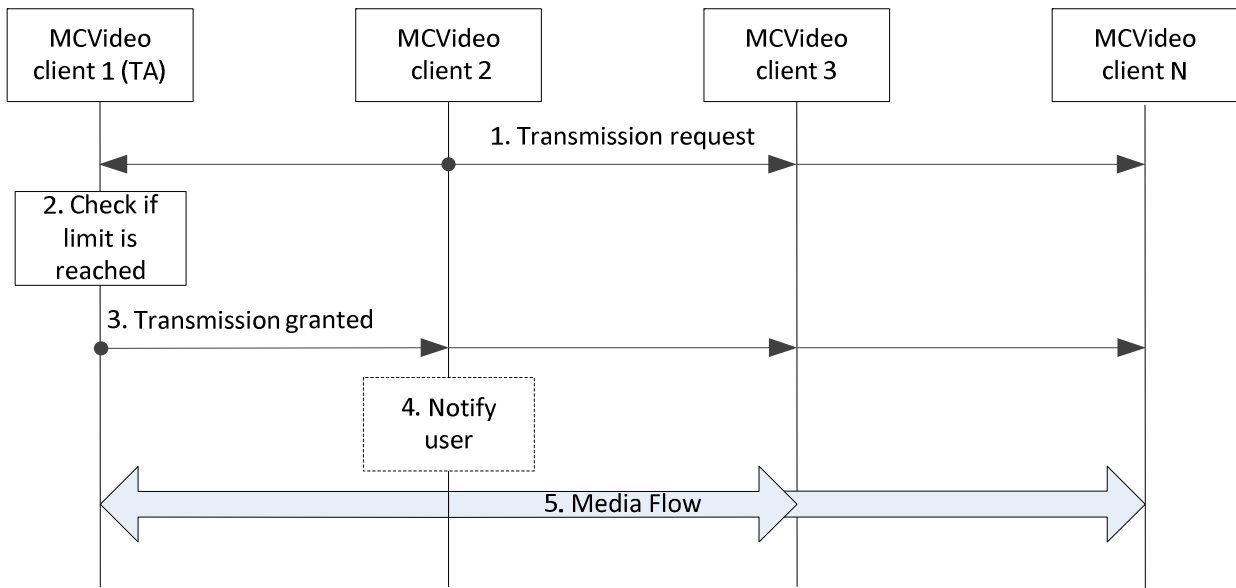 MCVideo
client 1 (TA)
MCVideo
client 2
MCVideo
client 3
MCVideo
client N
1. Transmission request
2. Check if
limit is
reached
3. Transmission granted
4. Notify
user
5. Media Flow